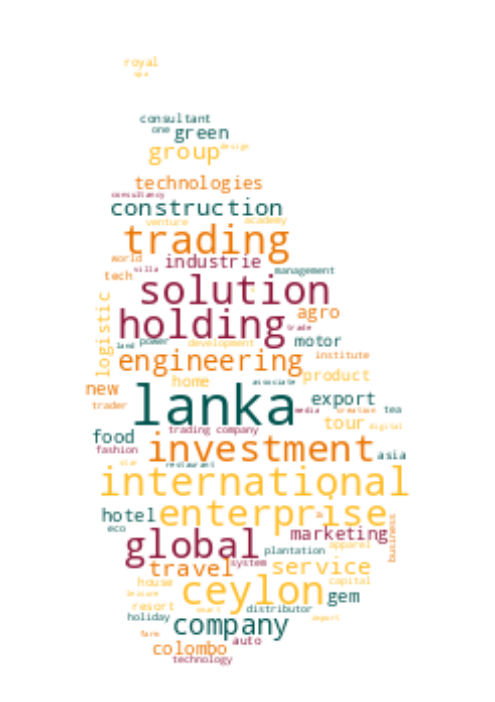 royal
spa
consultant
one green
group design
technologies
consultancy
construction
venture academy
trading
world industrie
villa management
tech
solution
logistic
agro
holding trade
land power development motor
engineering institute
home associate product
new
lanka export
trader media creation tea
tour digital
food trading company
fashion investment asia
star restaurant
international
hotel enterprise
eco
global marketing business
plantation apparel
travel system service
house ceylon capital
leisure gem
resort smart distributor
holiday company import
farm auto
colombo
technology